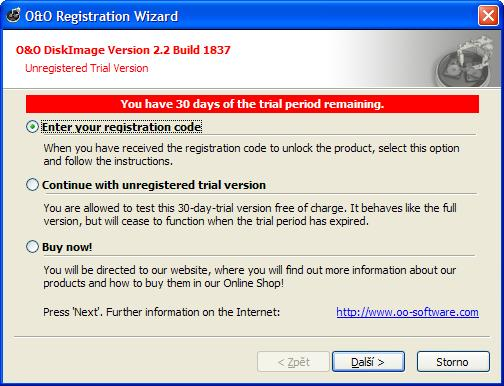 O&O Registration Wizard
O&O DiskImage Version 2.2 Build 1837
Unregistered Trial Version
You have 30 days of the trial period remaining.
Enter your registration code
When you have received the registration code to unlock the product, select this option
and follow the instructions.
Continue with unregistered trial version
You are allowed to test this 30-day-trial version free of charge. It behaves like the full
version, but will cease to function when the trial period has expired.
Buy now!
You will be directed to our website, where you will find out more information about our
products and how to buy them in our Online Shop!
Press 'Next'. Further information on the Internet: http://www.oo-software.com
< Zpět Další > Storno